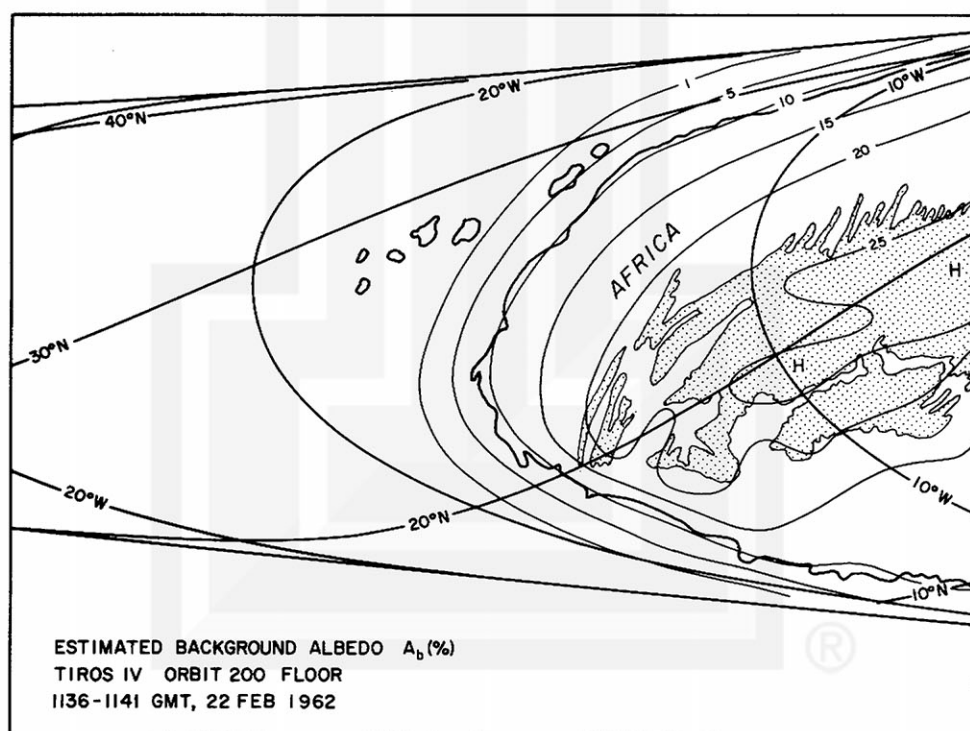 1
20°W
5
10
10°W
40°N
15
20
AFRICA
25
H
30°N
H
20°W
20°N
10°W
10°N
ESTIMATED BACKGROUND ALBEDO A_b (%)
TIROS IV ORBIT 200 FLOOR
1136-1141 GMT, 22 FEB 1962
®